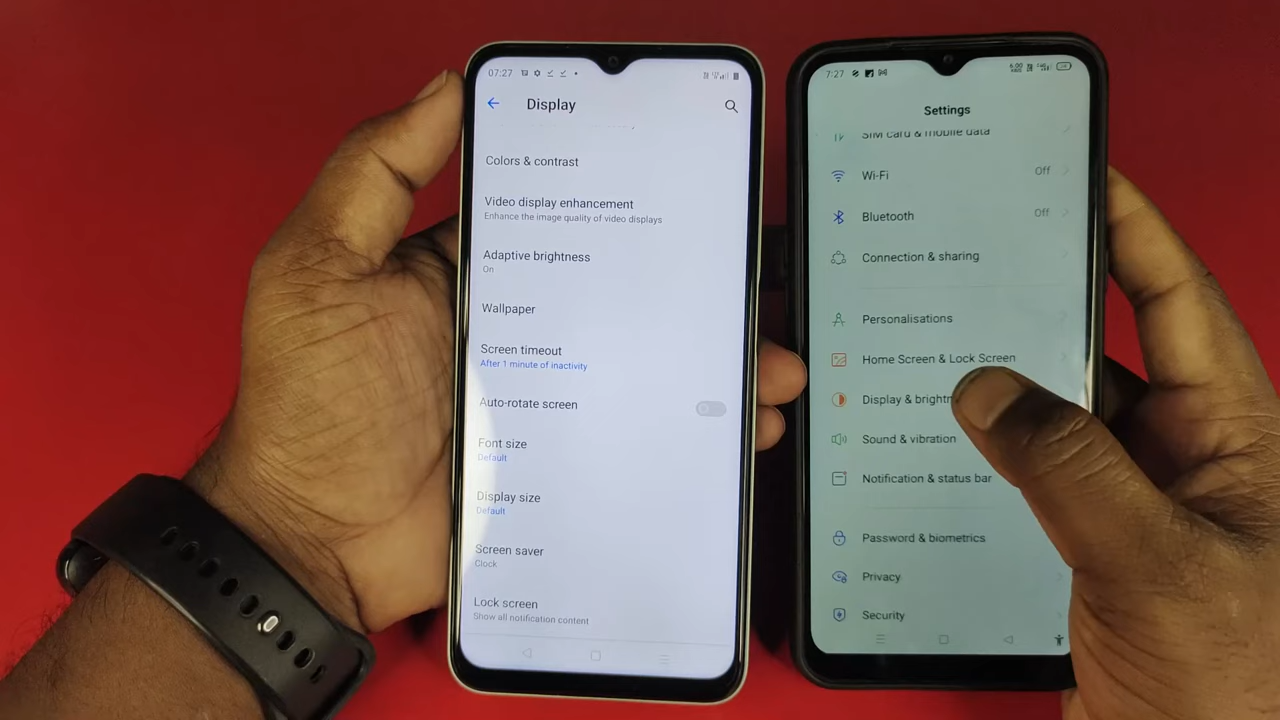 07:27
Display
Colors & contrast
Video display enhancement
Enhance the image quality of video displays
Adaptive brightness
On
Wallpaper
Screen timeout
After 1 minute of inactivity
Auto-rotate screen
Font size
Default
Display size
Default
Screen saver
Clock
Lock screen
Show all notification content
7:27
6.00
Settings
SIM card & mobile data
Wi-Fi
Off
Bluetooth
Off
Connection & sharing
Personalisations
Home Screen & Lock Screen
Display & brightn
Sound & vibration
Notification & status bar
Password & biometrics
Privacy
Security